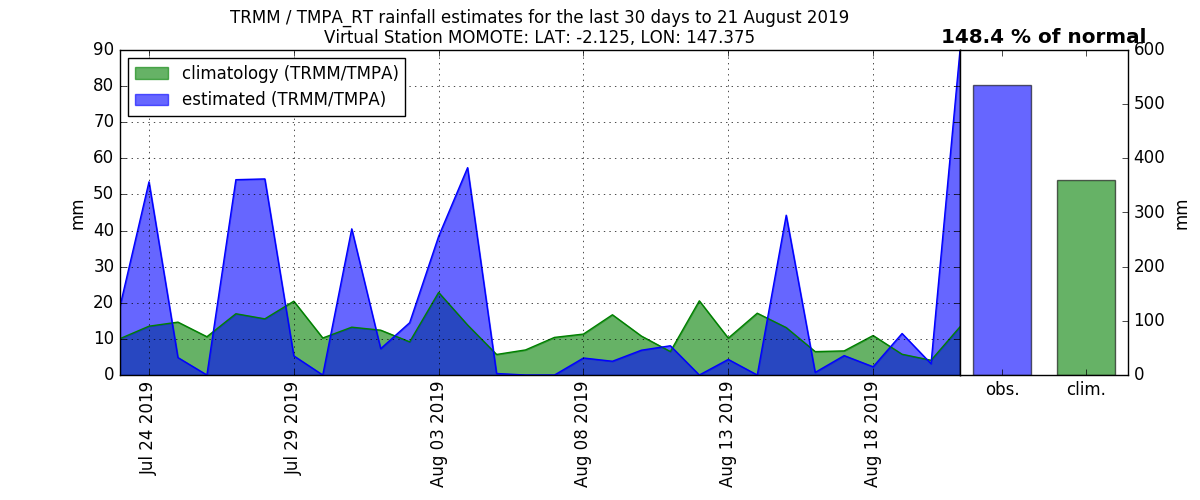 TRMM / TMPA_RT rainfall estimates for the last 30 days to 21 August 2019
Virtual Station MOMOTE: LAT: -2.125, LON: 147.375
148.4 % of normal
climatology (TRMM/TMPA)
estimated (TRMM/TMPA)
90
80
70
60
50
40
30
20
10
0
mm
Jul 24 2019
Jul 29 2019
Aug 03 2019
Aug 08 2019
Aug 13 2019
Aug 18 2019
600
500
400
300
200
100
0
mm
obs.
clim.